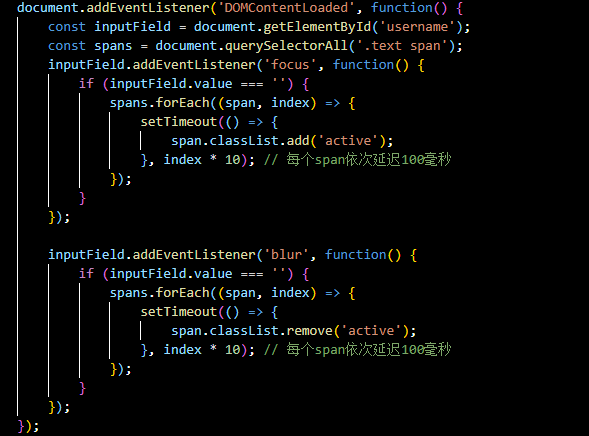 document.addEventListener('DOMContentLoaded', function() {
    const inputField = document.getElementById('username');
    const spans = document.querySelectorAll('.text span');
    inputField.addEventListener('focus', function() {
        if (inputField.value === '') {
            spans.forEach((span, index) => {
                setTimeout(() => {
                    span.classList.add('active');
                }, index * 10); // 每个span依次延迟100毫秒
            });
        }
    });

    inputField.addEventListener('blur', function() {
        if (inputField.value === '') {
            spans.forEach((span, index) => {
                setTimeout(() => {
                    span.classList.remove('active');
                }, index * 10); // 每个span依次延迟100毫秒
            });
        }
    });
});